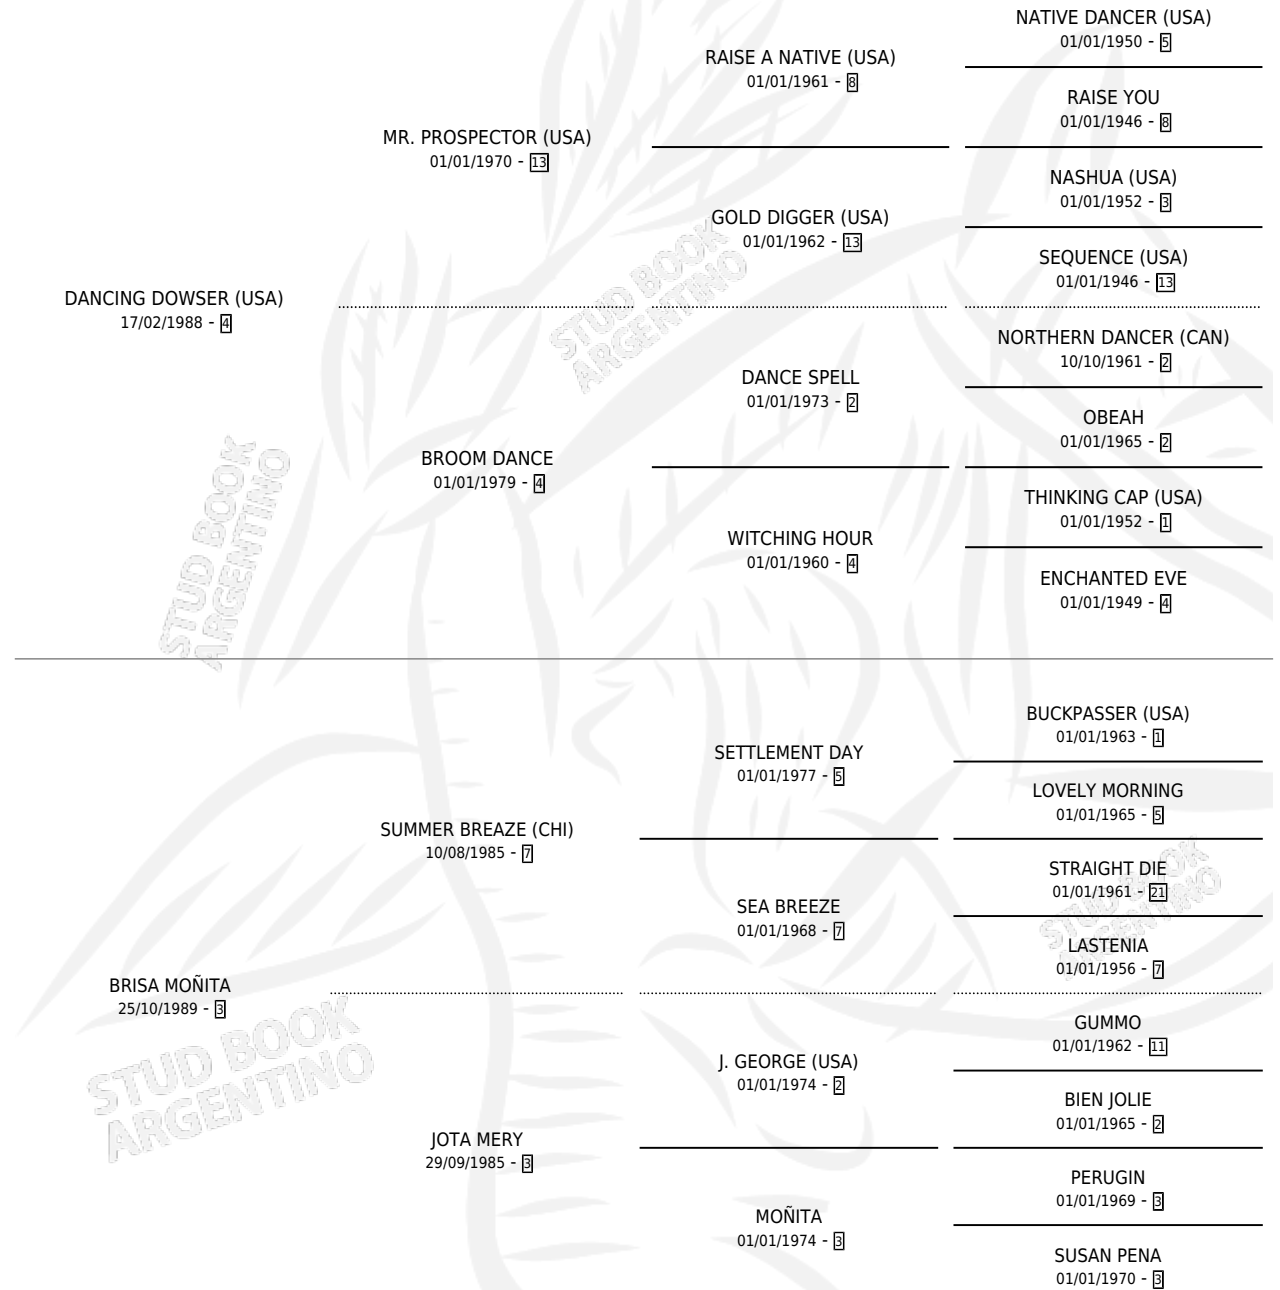 NATIVE DANCER (USA)
01/01/1950 - 5
RAISE A NATIVE (USA)
01/01/1961 - 8
RAISE YOU
01/01/1946 - 8
MR. PROSPECTOR (USA)
01/01/1970 - 13
NASHUA (USA)
01/01/1952 - 3
GOLD DIGGER (USA)
01/01/1962 - 13
SEQUENCE (USA)
01/01/1946 - 13
DANCING DOWSER (USA)
17/02/1988 - 4
NORTHERN DANCER (CAN)
10/10/1961 - 2
DANCE SPELL
01/01/1973 - 2
OBEAH
01/01/1965 - 2
BROOM DANCE
01/01/1979 - 4
THINKING CAP (USA)
01/01/1952 - 1
WITCHING HOUR
01/01/1960 - 4
ENCHANTED EVE
01/01/1949 - 4
STUD BOOK
ARGENTINO
STUD BOOK
ARGENTINO
BUCKPASSER (USA)
01/01/1963 - 1
SETTLEMENT DAY
01/01/1977 - 5
LOVELY MORNING
01/01/1965 - 5
SUMMER BREAZE (CHI)
10/08/1985 - 7
STRAIGHT DIE
01/01/1961 - 21
SEA BREEZE
01/01/1968 - 7
LASTENIA
01/01/1956 - 7
BRISA MOÑITA
25/10/1989 - 3
GUMMO
01/01/1962 - 11
J. GEORGE (USA)
01/01/1974 - 2
BIEN JOLIE
01/01/1965 - 2
JOTA MERY
29/09/1985 - 3
PERUGIN
01/01/1969 - 3
MOÑITA
01/01/1974 - 3
SUSAN PENA
01/01/1970 - 3
STUD BOOK
ARGENTINO
STUD BOOK
ARGENTINO